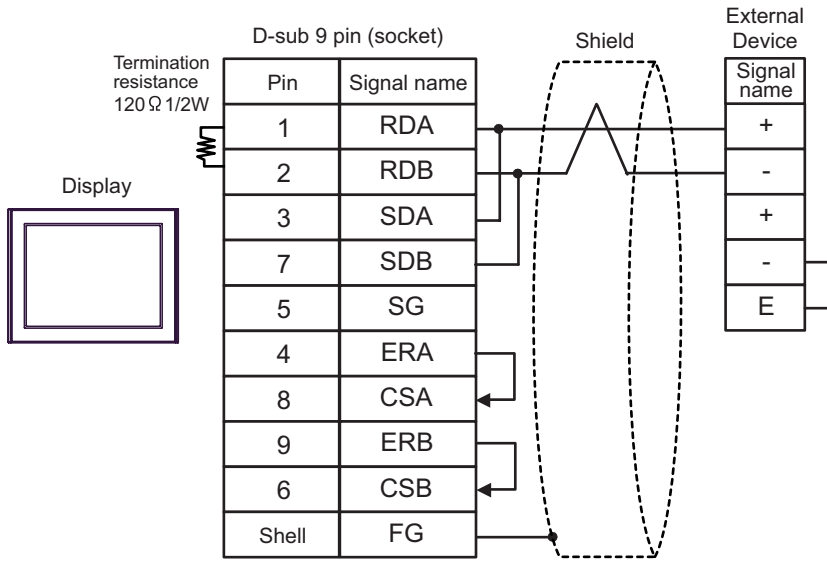 D-sub 9 pin (socket)
Shield
External
Device
Termination
resistance
120Ω 1/2W
Display
Pin Signal name
1 RDA
2 RDB
3 SDA
7 SDB
5 SG
4 ERA
8 CSA
9 ERB
6 CSB
Shell FG
Signal
name
+
-
+
-
E